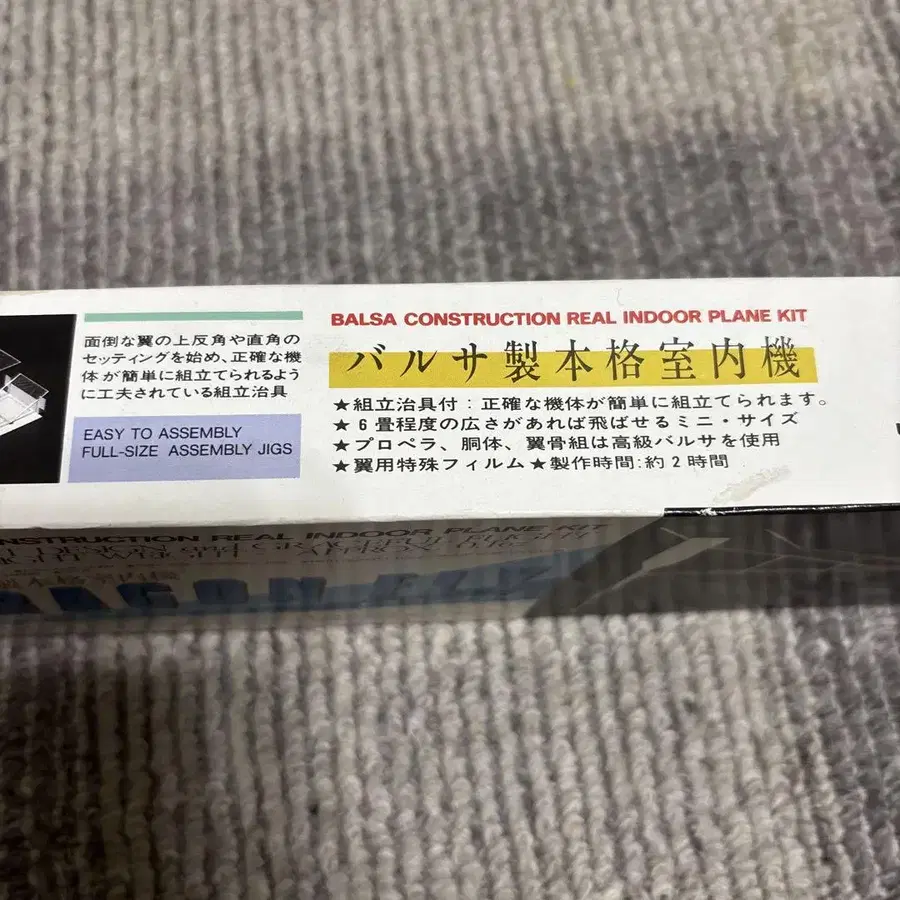 面倒な翼の上反角や直角の
セッティングを始め、正確な機
体が簡単に組立てられるよう
に工夫されている組立治具
EASY TO ASSEMBLY
FULL-SIZE ASSEMBLY JIGS
BALSA CONSTRUCTION REAL INDOOR PLANE KIT
バルサ製本格室内機
★組立治具付:正確な機体が簡単に組立てられます。
★6畳程度の広さがあれば飛ばせるミニ・サイズ
★プロペラ、胴体、翼骨組は高級バルサを使用
★翼用特殊フィルム★製作時間:約2時間
NSTRUCTION REAL INDOOR PLANE KIT
製本格室内機